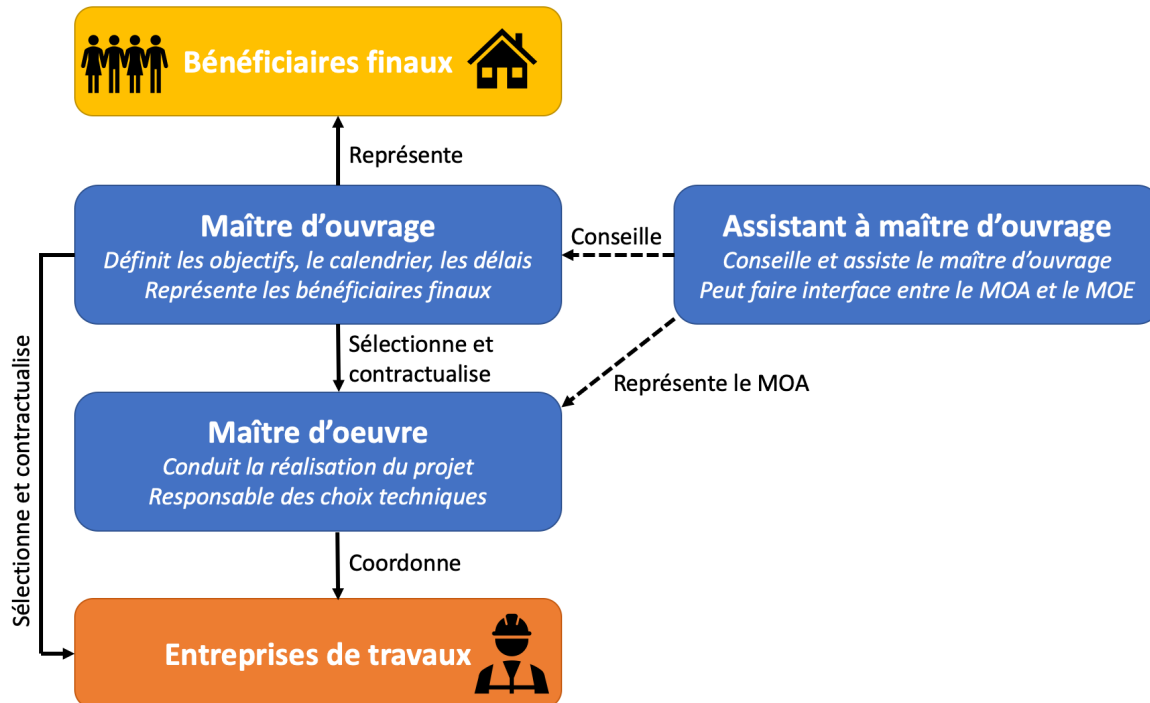 Bénéficiaires finaux
Représente
Maître d'ouvrage
Définit les objectifs, le calendrier, les délais
Représente les bénéficiaires finaux
Conseille
Assistant à maître d'ouvrage
Conseille et assiste le maître d'ouvrage
Peut faire interface entre le MOA et le MOE
Sélectionne et
contractualise
Représente le MOA
Sélectionne et contractualise
Maître d'oeuvre
Conduit la réalisation du projet
Responsable des choix techniques
Coordonne
Entreprises de travaux